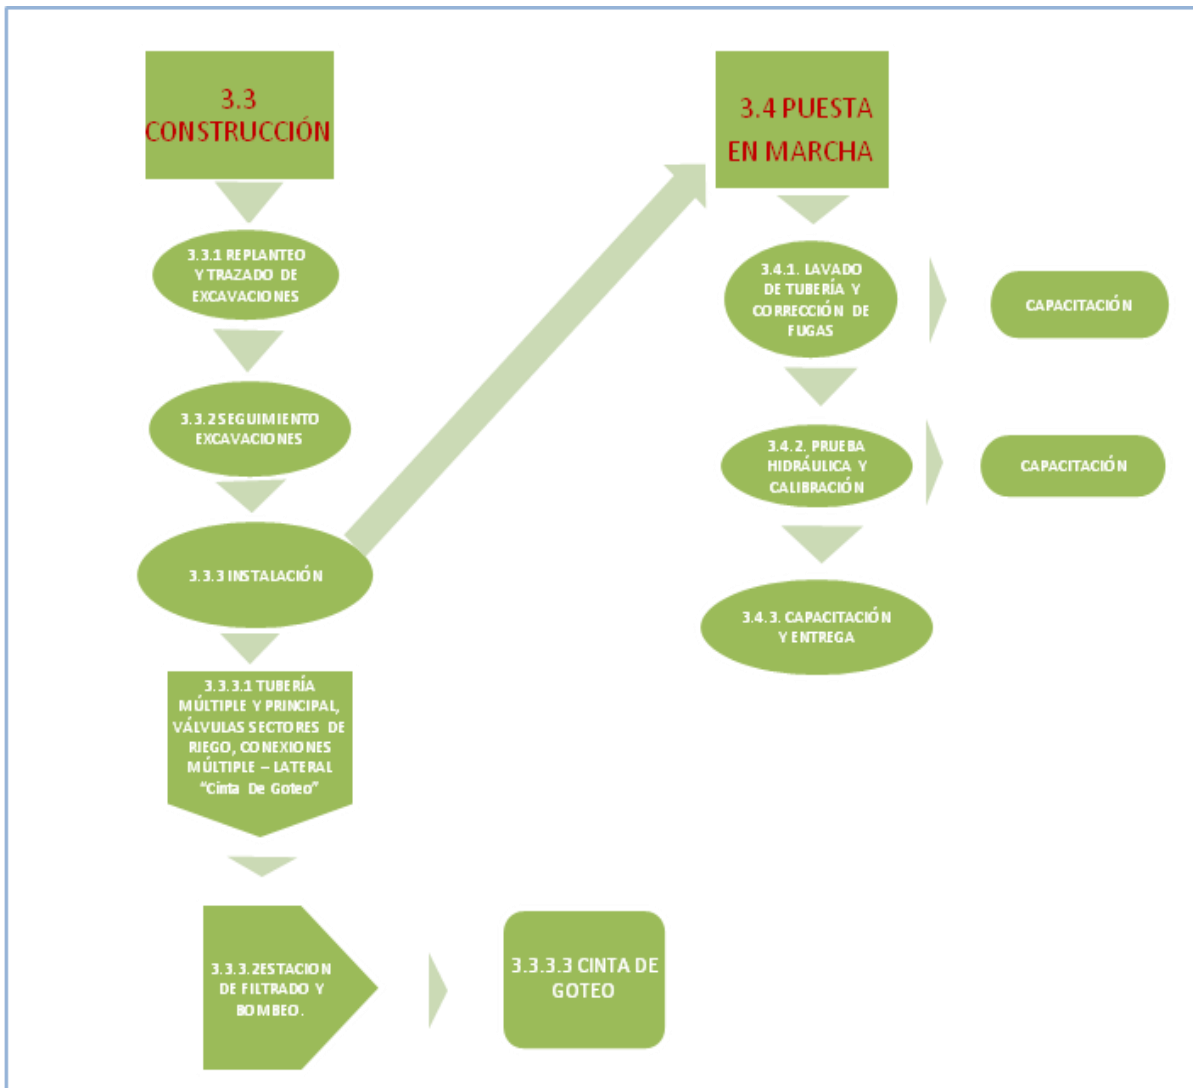 3.3
CONSTRUCCIÓN
3.3.1 REPLANTEO
Y TRAZADO DE
EXCAVACIONES
3.3.2SEGUIMIENTO
EXCAVACIONES
3.3.3 INSTALACIÓN
3.3.3.1 TUBERÍA
MÚLTIPLE Y PRINCIPAL,
VÁLVULAS SECTORES DE
RIEGO, CONEXIONES
MÚLTIPLE – LATERAL
“Cinta De Goteo”
3.3.3.2ESTACION
DE FILTRADO Y
BOMBEO.
3.3.3.3 CINTA DE
GOTEO
3.4 PUESTA
EN MARCHA
3.4.1. LAVADO
DE TUBERÍA Y
CORRECCIÓN DE
FUGAS
CAPACITACIÓN
3.4.2. PRUEBA
HIDRÁULICA Y
CALIBRACIÓN
CAPACITACIÓN
3.4.3. CAPACITACIÓN
Y ENTREGA